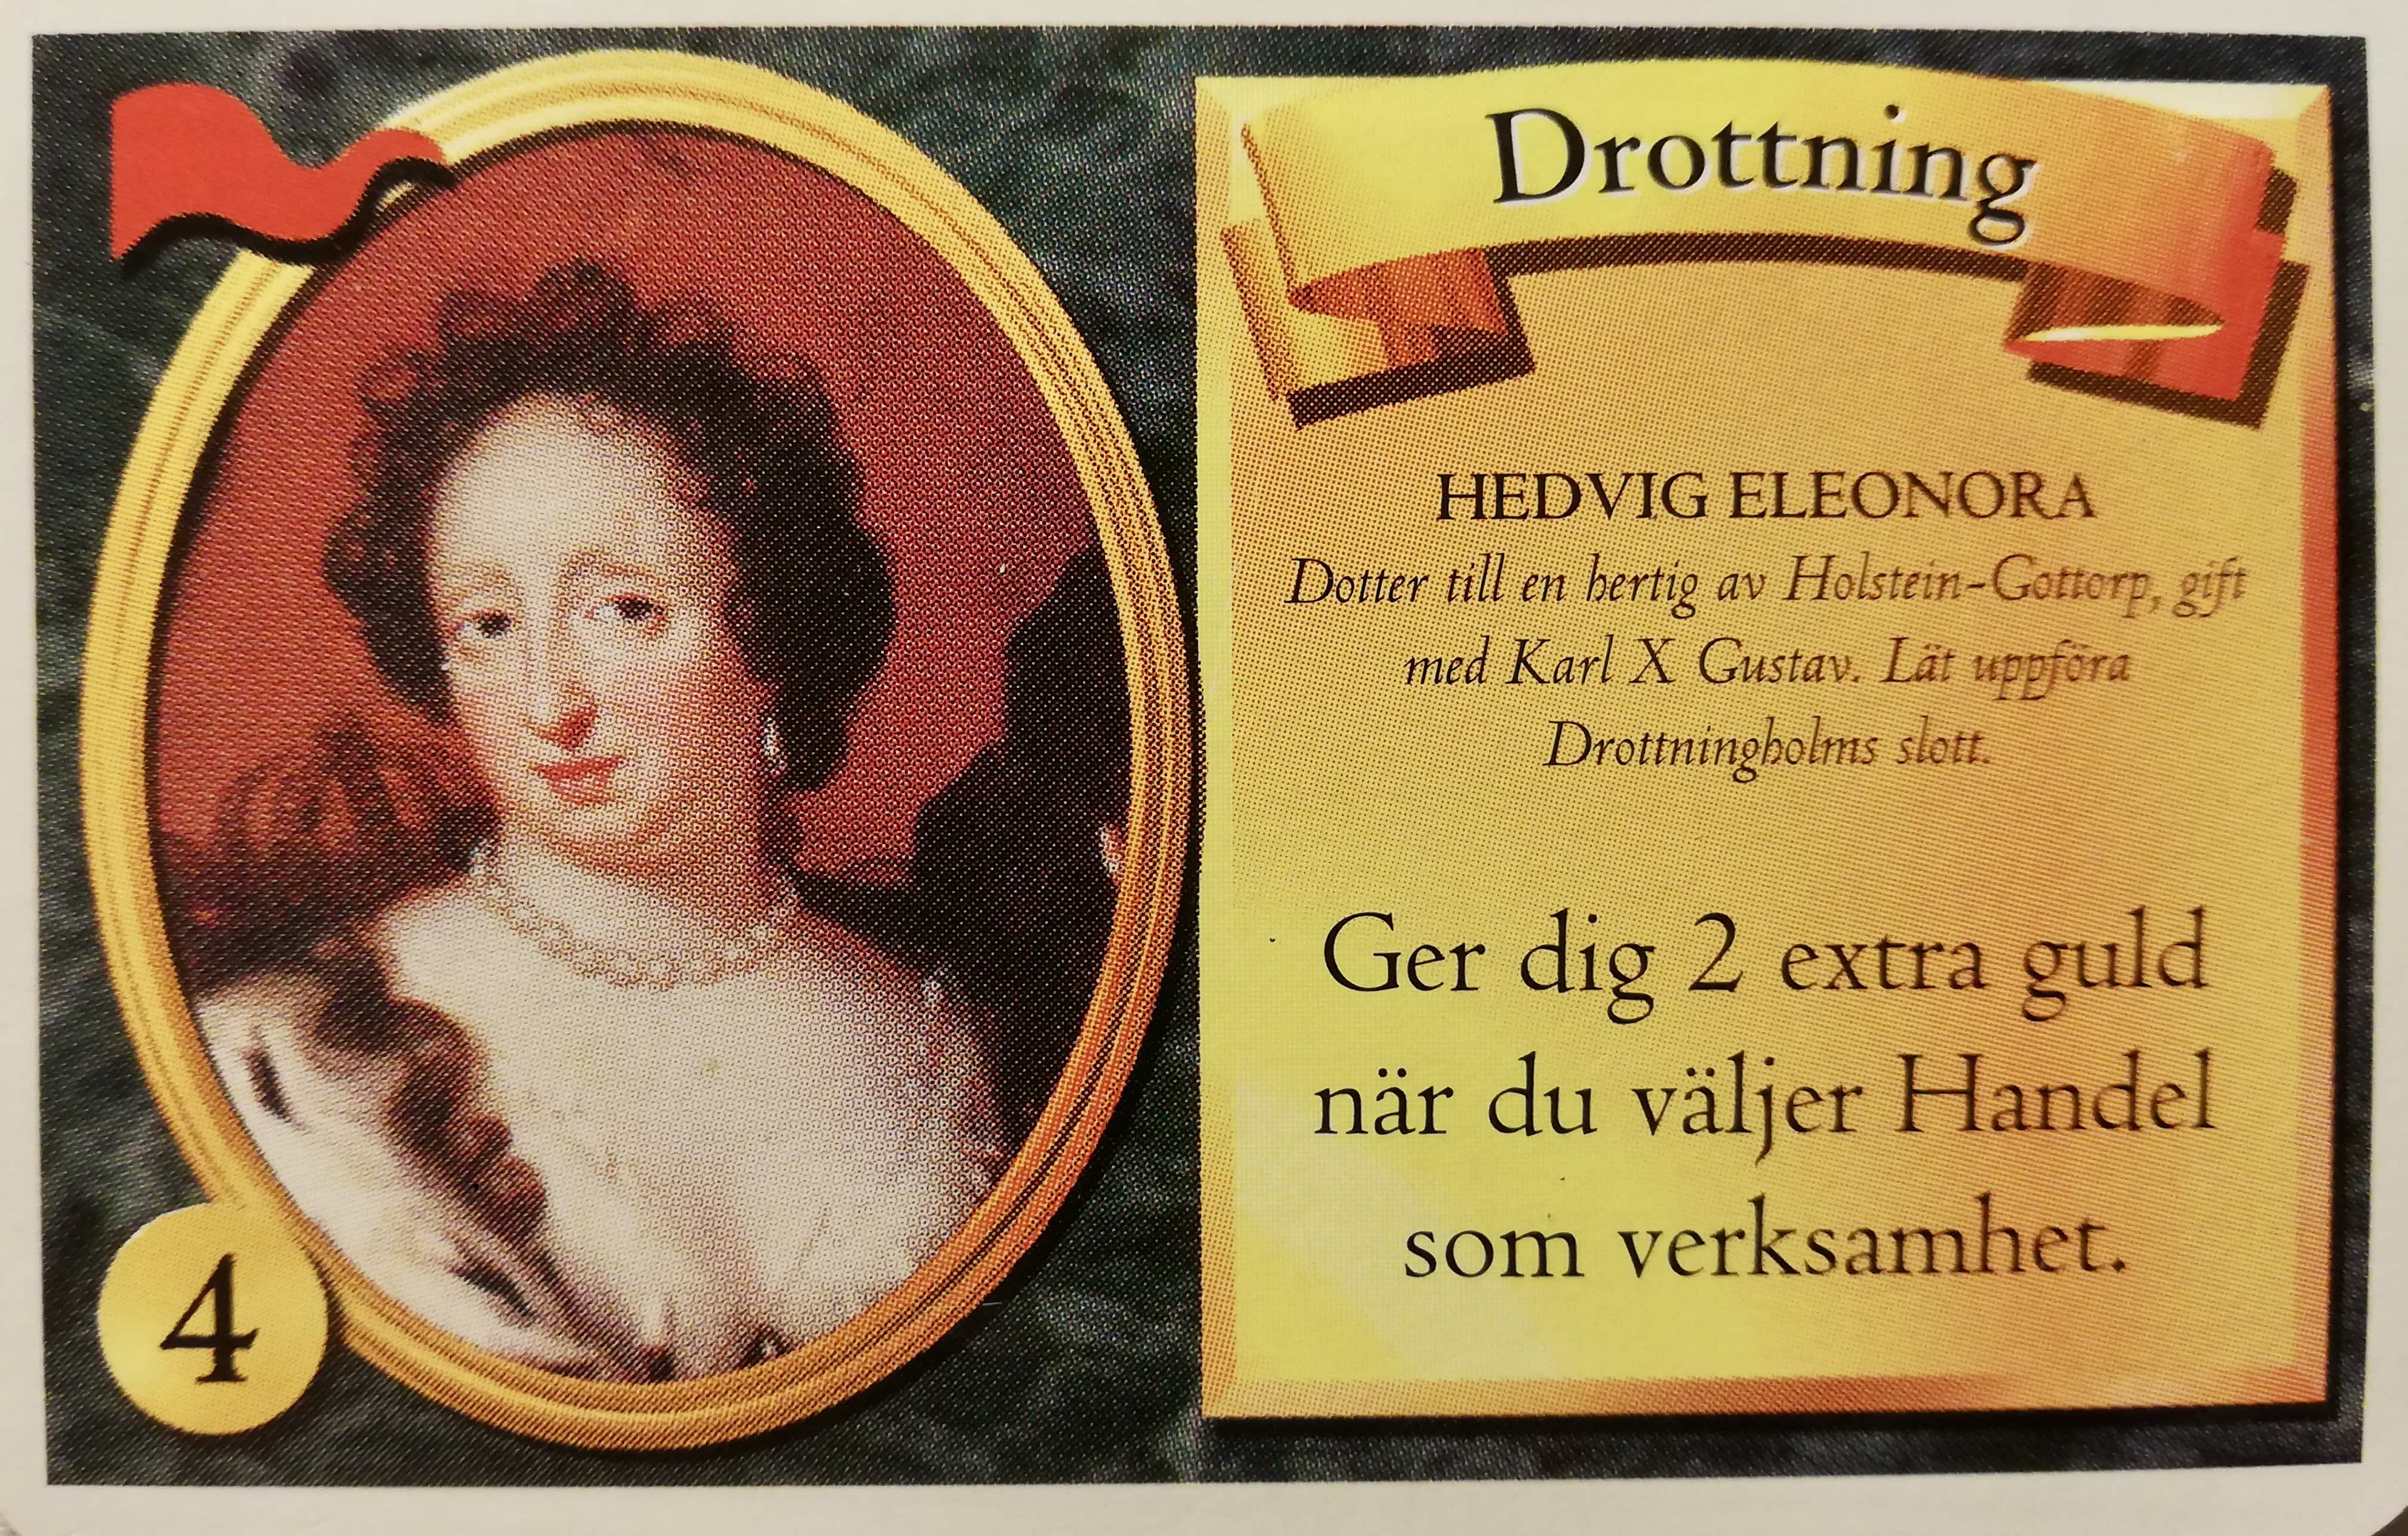 Drottning
HEDVIG ELEONORA
Dotter till en hertig av Holstein-Gottorp, gift
med Karl X Gustav. Lät uppföra
Drottningholms slott.
Ger dig 2 extra guld
när du väljer Handel
som verksamhet.
4